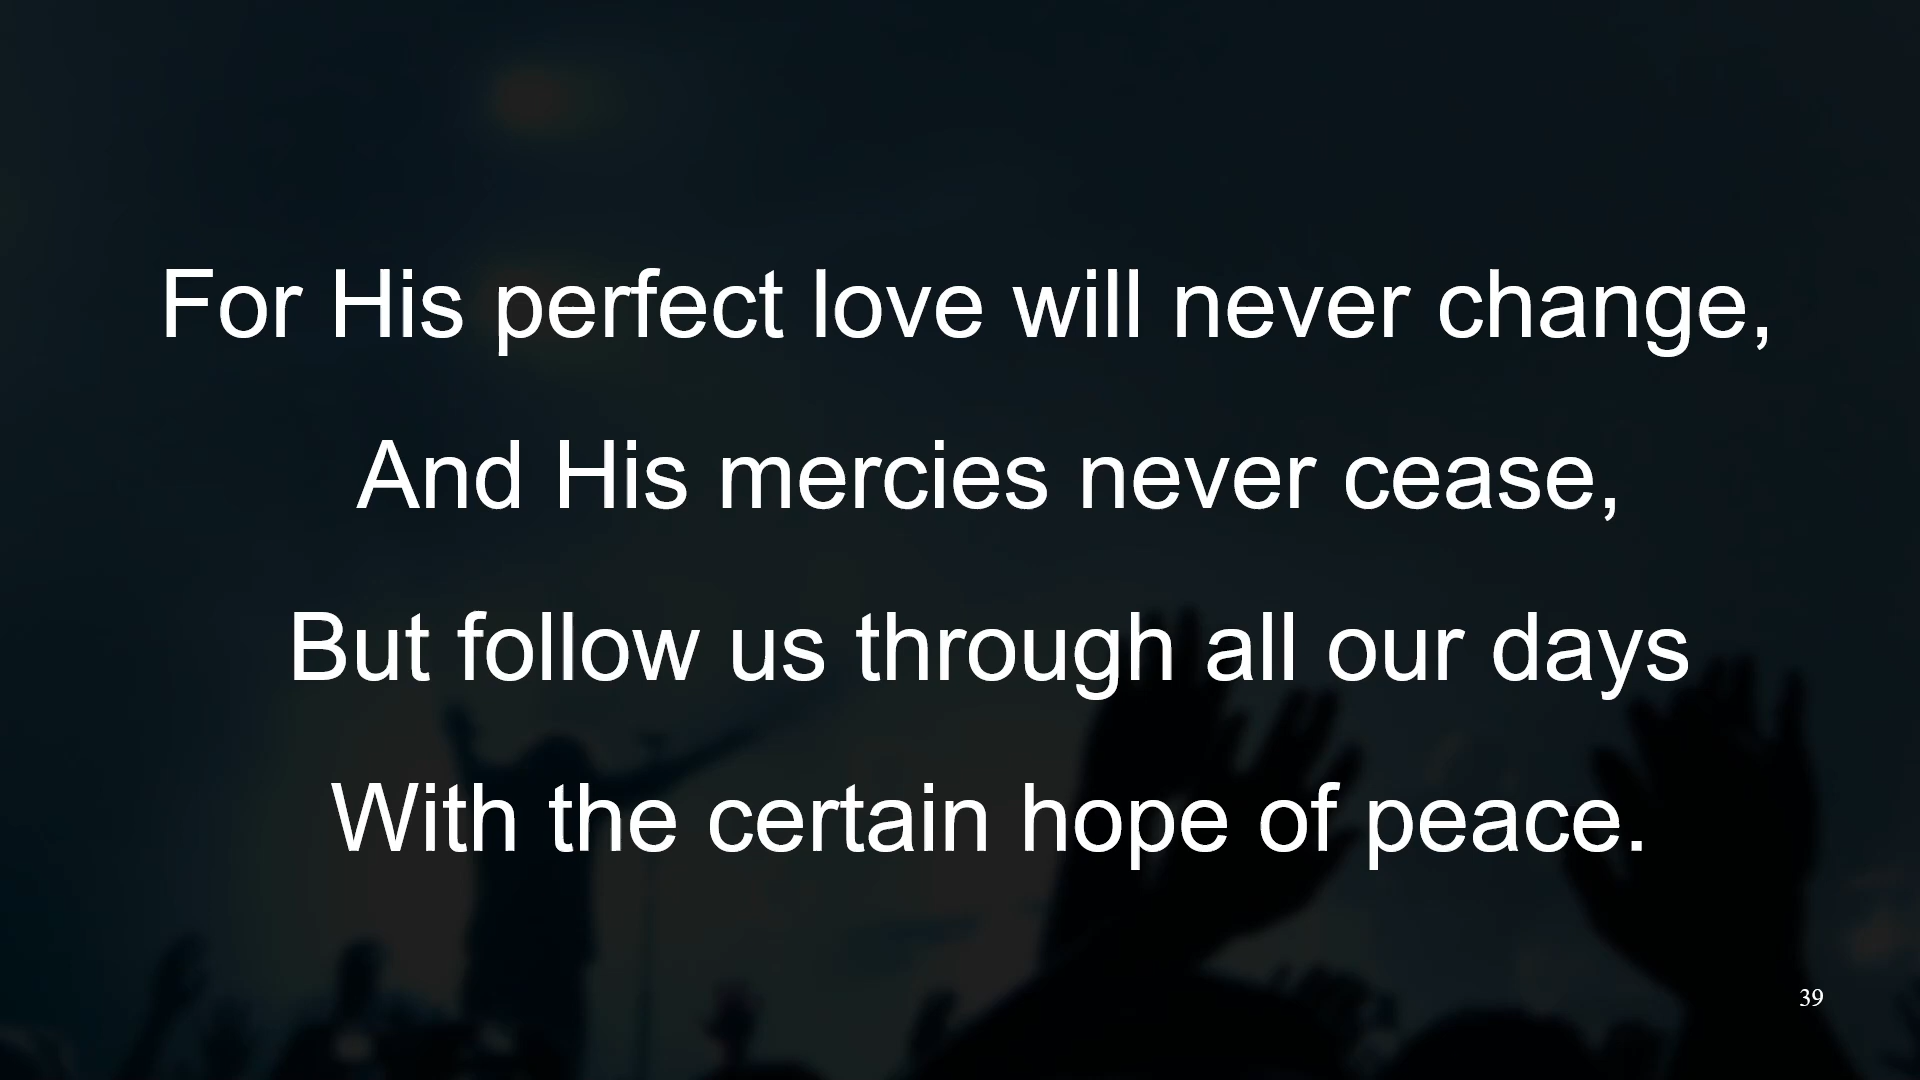 For His perfect love will never change,
And His mercies never cease,
But follow us through all our days
With the certain hope of peace.
39